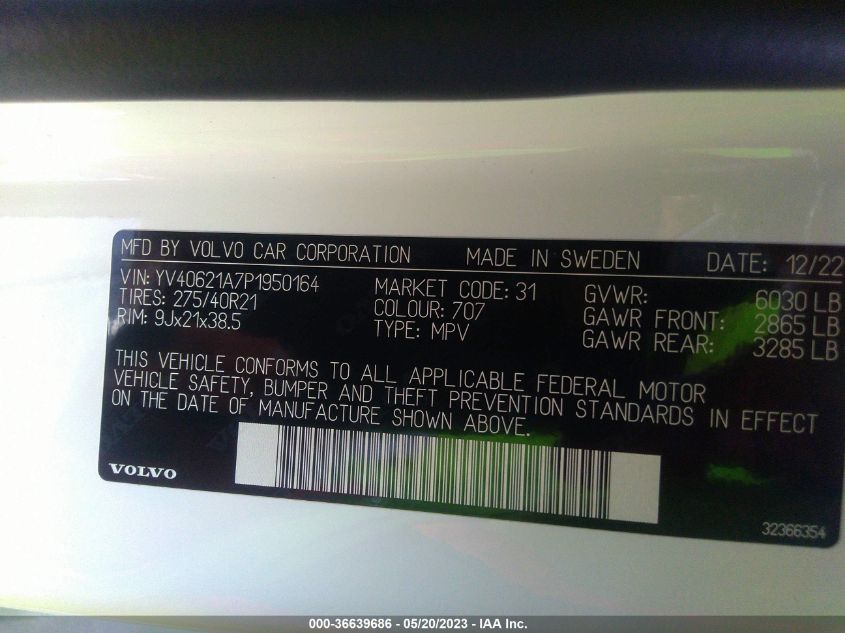 MFD BY VOLVO CAR CORPORATION MADE IN SWEDEN DATE: 12/22
VIN: YV40621A7P1950164 MARKET CODE: 31 GVWR: 6030 LB
TIRES: 275/40R21 COLOUR: 707 GAWR FRONT: 2865 LB
RIM: 9Jx21x38.5 TYPE: MPV GAWR REAR: 3285 LB
THIS VEHICLE CONFORMS TO ALL APPLICABLE FEDERAL MOTOR
VEHICLE SAFETY, BUMPER AND THEFT PREVENTION STANDARDS IN EFFECT
ON THE DATE OF MANUFACTURE SHOWN ABOVE.
VOLVO
32366354
000-36639686 - 05/20/2023 - IAA Inc.